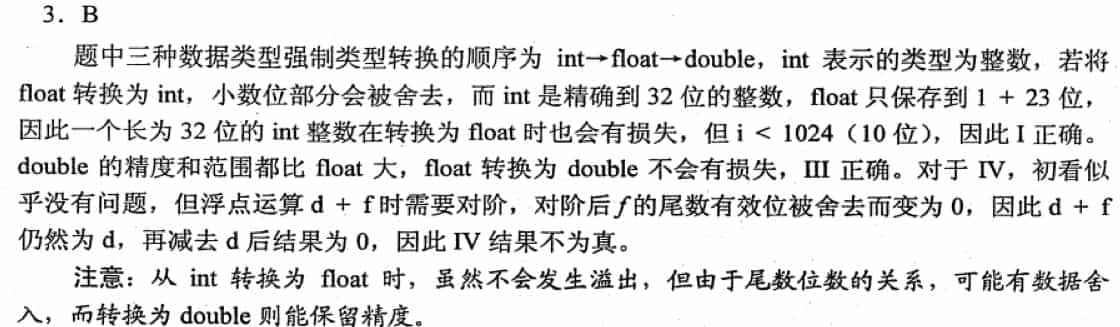 3．B
题中三种数据类型强制类型转换的顺序为 int→float→double，int 表示的类型为整数，若将
float 转换为 int，小数位部分会被舍去，而 int 是精确到 32 位的整数，float 只保存到 1 + 23 位，
因此一个长为 32 位的 int 整数在转换为 float 时也会有损失，但 i < 1024（10 位），因此 I 正确。
double 的精度和范围都比 float 大，float 转换为 double 不会有损失，III 正确。对于 IV，初看似
乎没有问题，但浮点运算 d + f 时需要对阶，对阶后 f 的尾数有效位被舍去而变为 0，因此 d + f
仍然为 d，再减去 d 后结果为 0，因此 IV 结果不为真。
注意：从 int 转换为 float 时，虽然不会发生溢出，但由于尾数位数的关系，可能有数据舍
入，而转换为 double 则能保留精度。